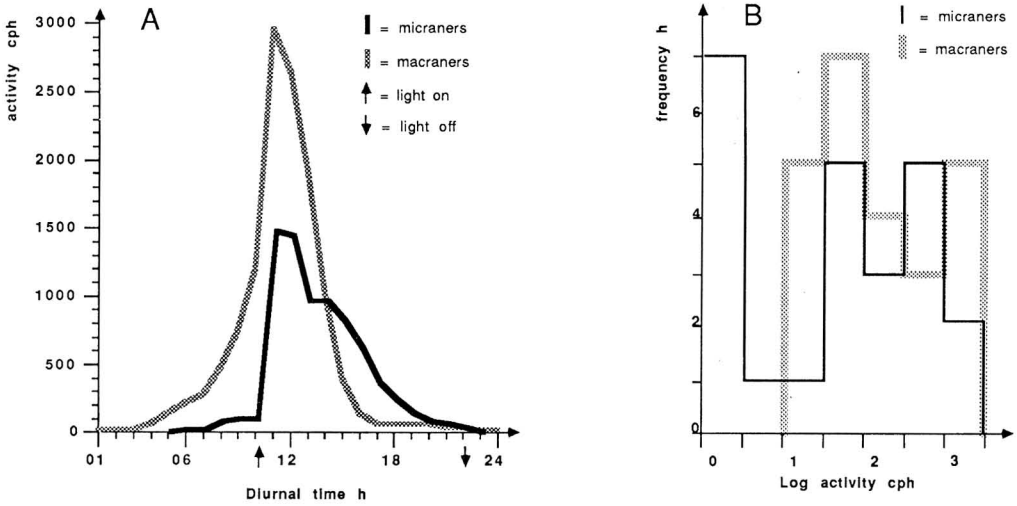 A
activity cph
3000
2500
2000
1500
1000
500
0
= micraners
= macraners
= light on
= light off
01 06 12 18 24
Diurnal time h
B
frequency h
6
4
2
0
= micraners
= macraners
0 1 2 3
Log activity cph